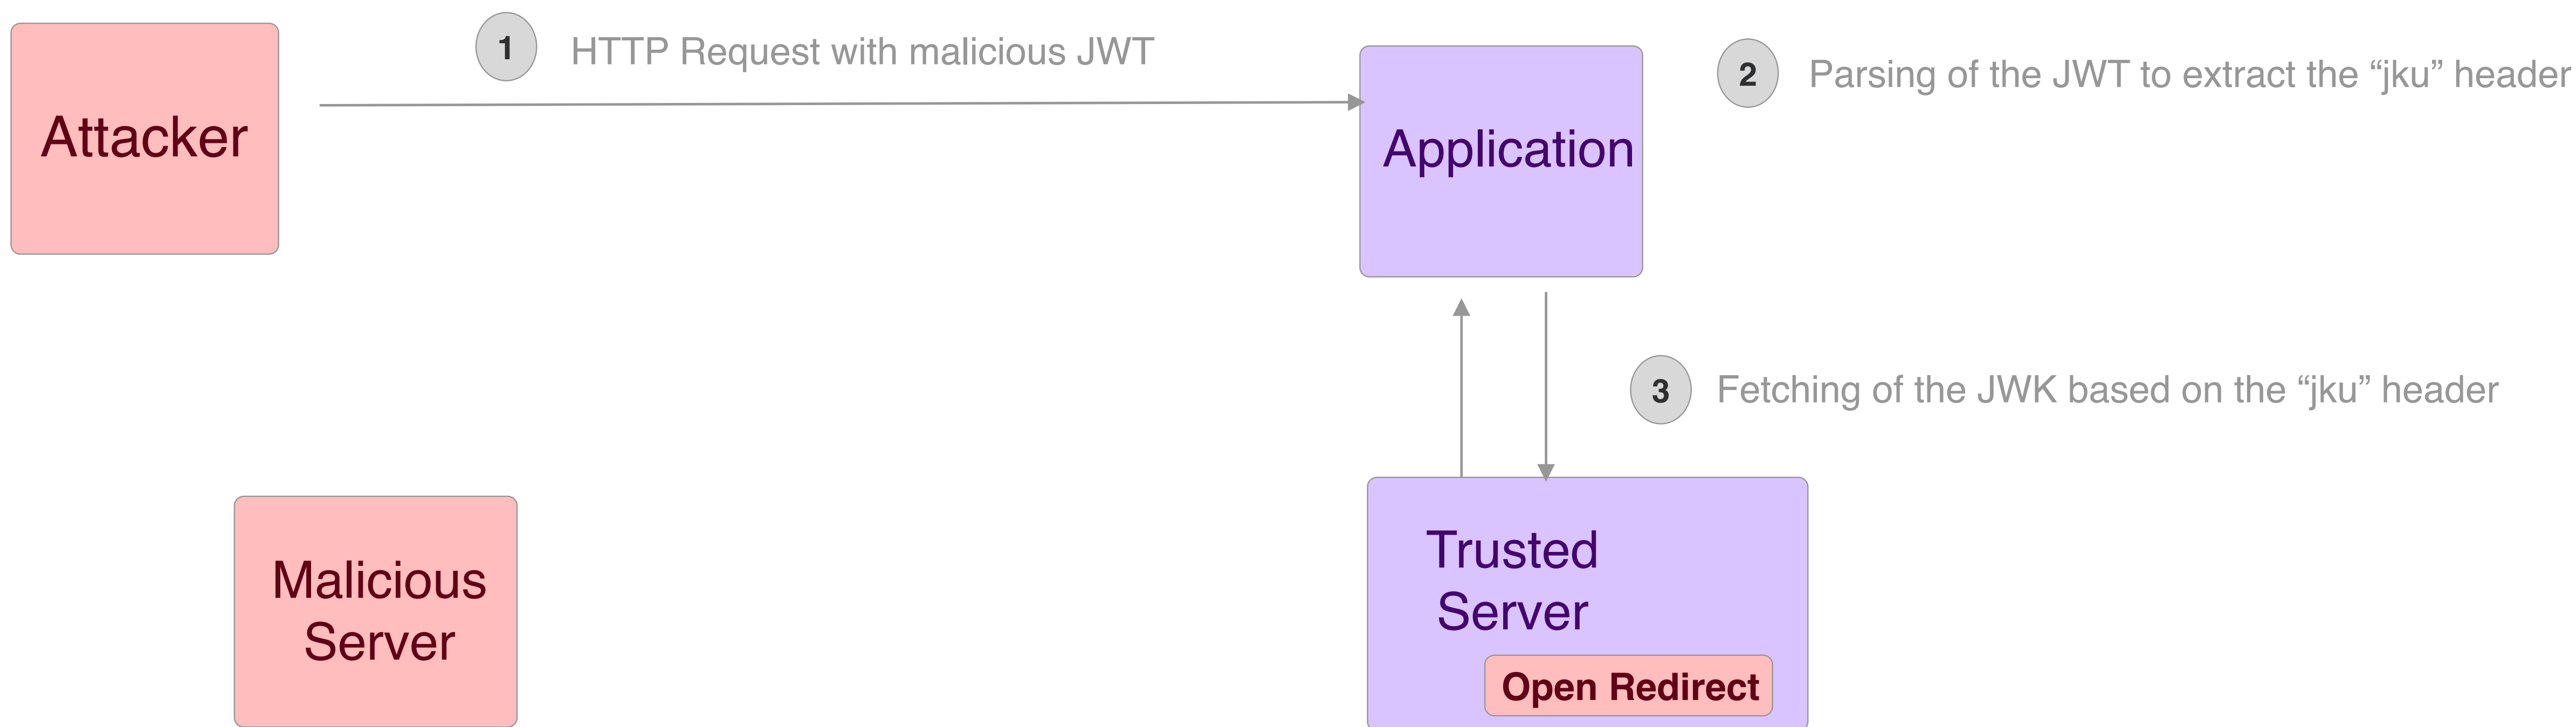 Attacker
1
HTTP Request with malicious JWT
Application
2
Parsing of the JWT to extract the “jku” header
3
Fetching of the JWK based on the “jku” header
Malicious
Server
Trusted
Server
Open Redirect